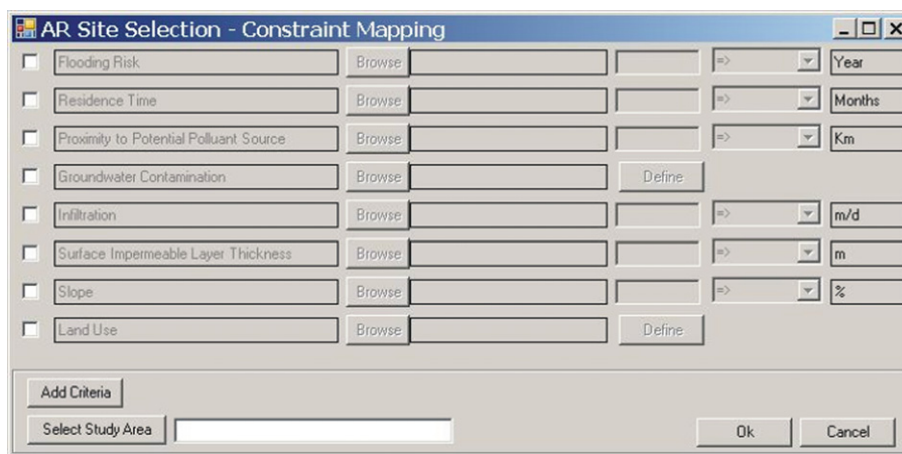 AR Site Selection - Constraint Mapping
Flooding Risk Browse => Year
Residence Time Browse => Months
Proximity to Potential Polluant Source Browse => Km
Groundwater Contamination Browse Define
Infiltration Browse => m/d
Surface Impermeable Layer Thickness Browse => m
Slope Browse => %
Land Use Browse Define
Add Criteria
Select Study Area Ok Cancel